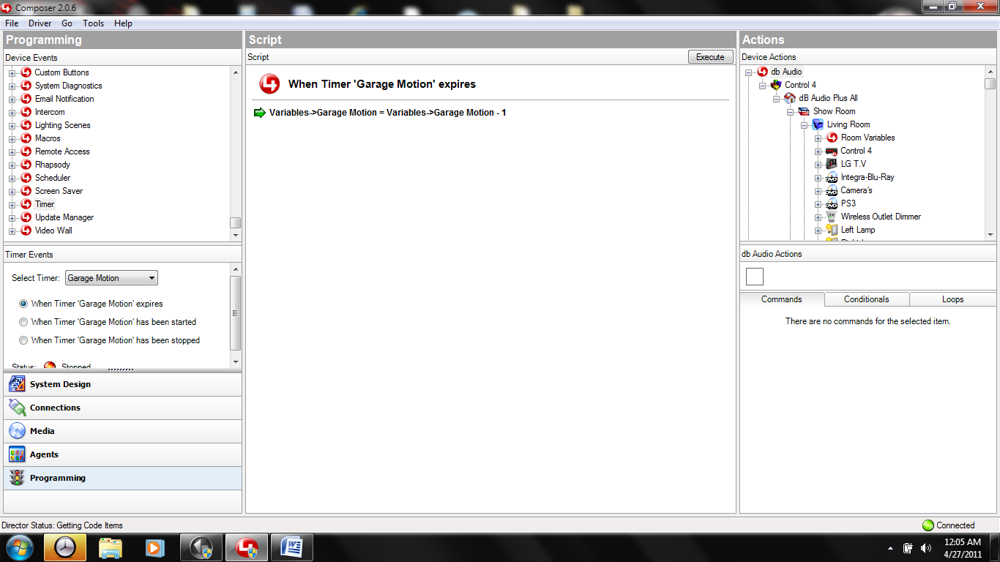 Composer 2.0.6
File Driver Go Tools Help
Programming
Device Events
Custom Buttons
System Diagnostics
Email Notification
Intercom
Lighting Scenes
Macros
Remote Access
Rhapsody
Scheduler
Screen Saver
Timer
Update Manager
Video Wall
Timer Events
Select Timer: Garage Motion
When Timer 'Garage Motion' expires
When Timer 'Garage Motion' has been started
When Timer 'Garage Motion' has been stopped
Status: Stopped
System Design
Connections
Media
Agents
Programming
Script
Script Execute
When Timer 'Garage Motion' expires
Variables->Garage Motion = Variables->Garage Motion - 1
Actions
Device Actions
db Audio
Control 4
dB Audio Plus All
Show Room
Living Room
Room Variables
Control 4
LG T.V
Integra-Blu-Ray
Camera's
PS3
Wireless Outlet Dimmer
Left Lamp
db Audio Actions
Commands Conditionals Loops
There are no commands for the selected item.
Director Status: Getting Code Items
Connected
12:05 AM
4/27/2011